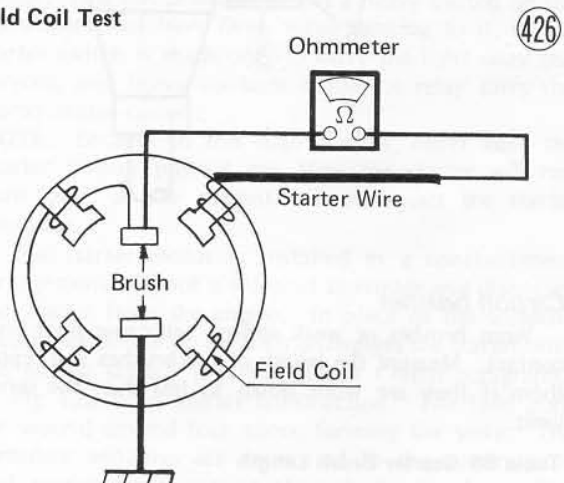 ld Coil Test
426
Ohmmeter
Ω
Starter Wire
Brush
Field Coil